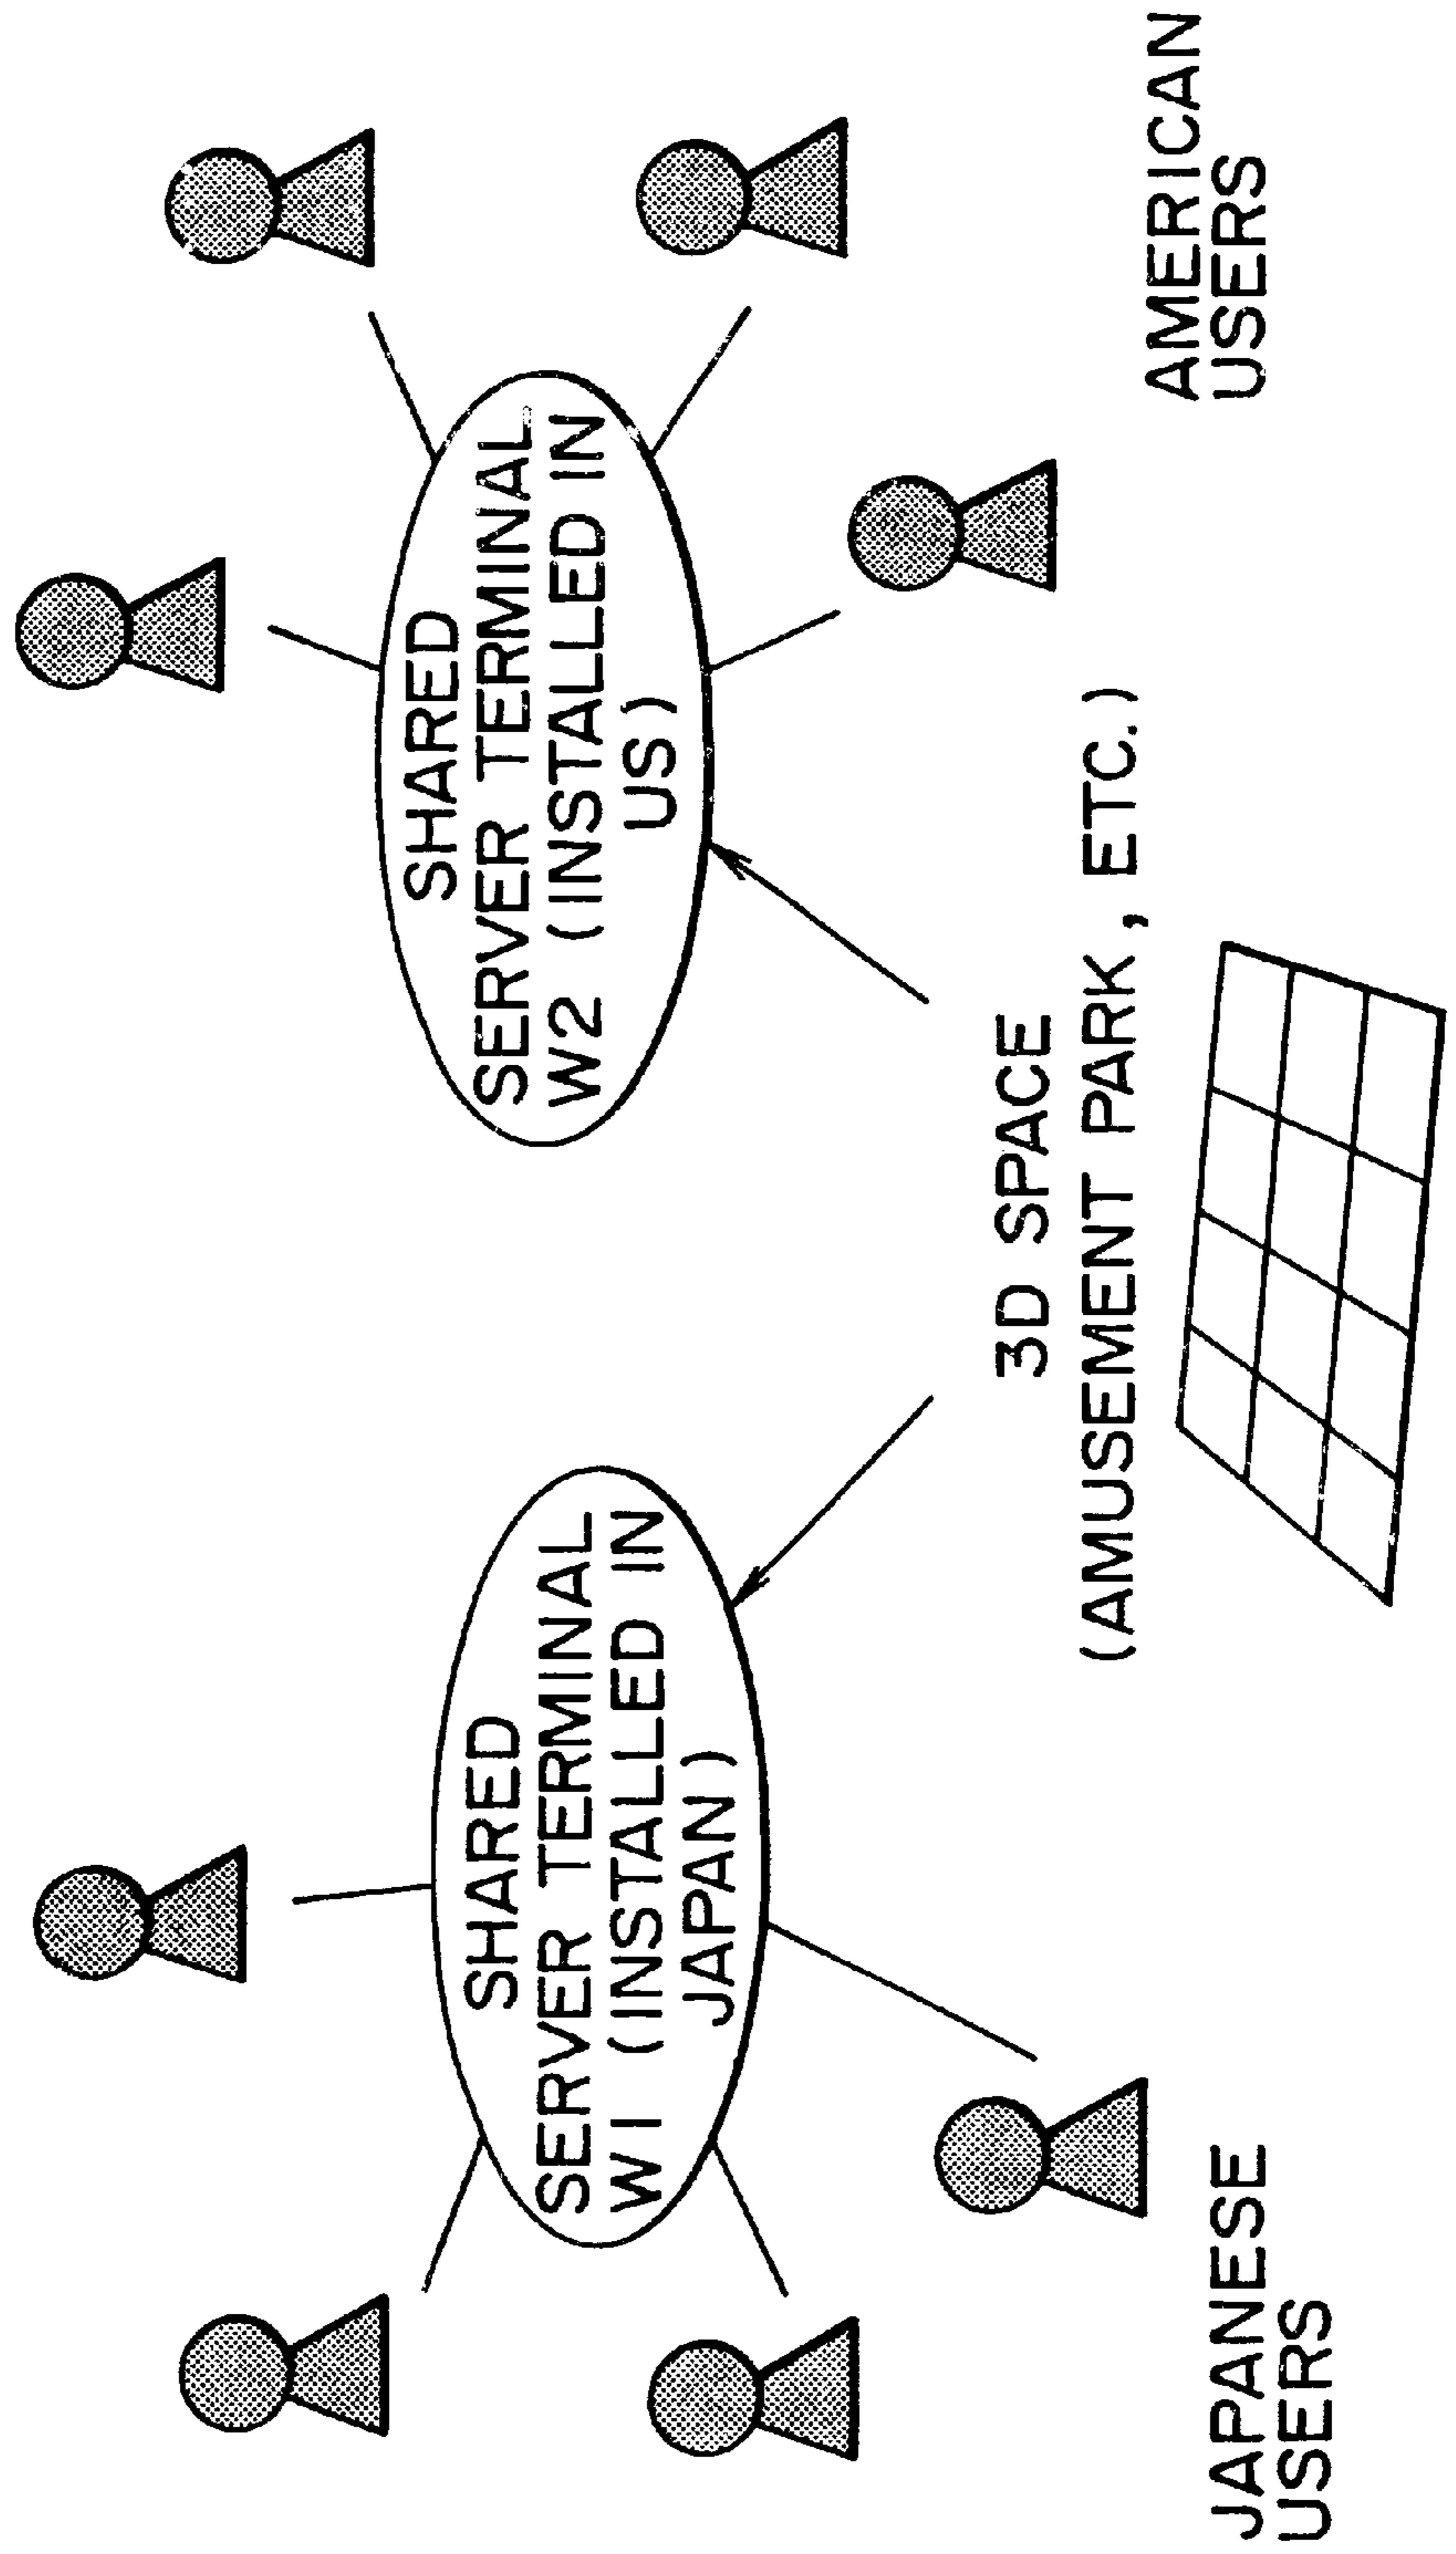 SHARED
SERVER TERMINAL
W1 (INSTALLED IN
JAPAN)
SHARED
SERVER TERMINAL
W2 (INSTALLED IN
US)
3D SPACE
(AMUSEMENT PARK, ETC.)
JAPANESE
USERS
AMERICAN
USERS